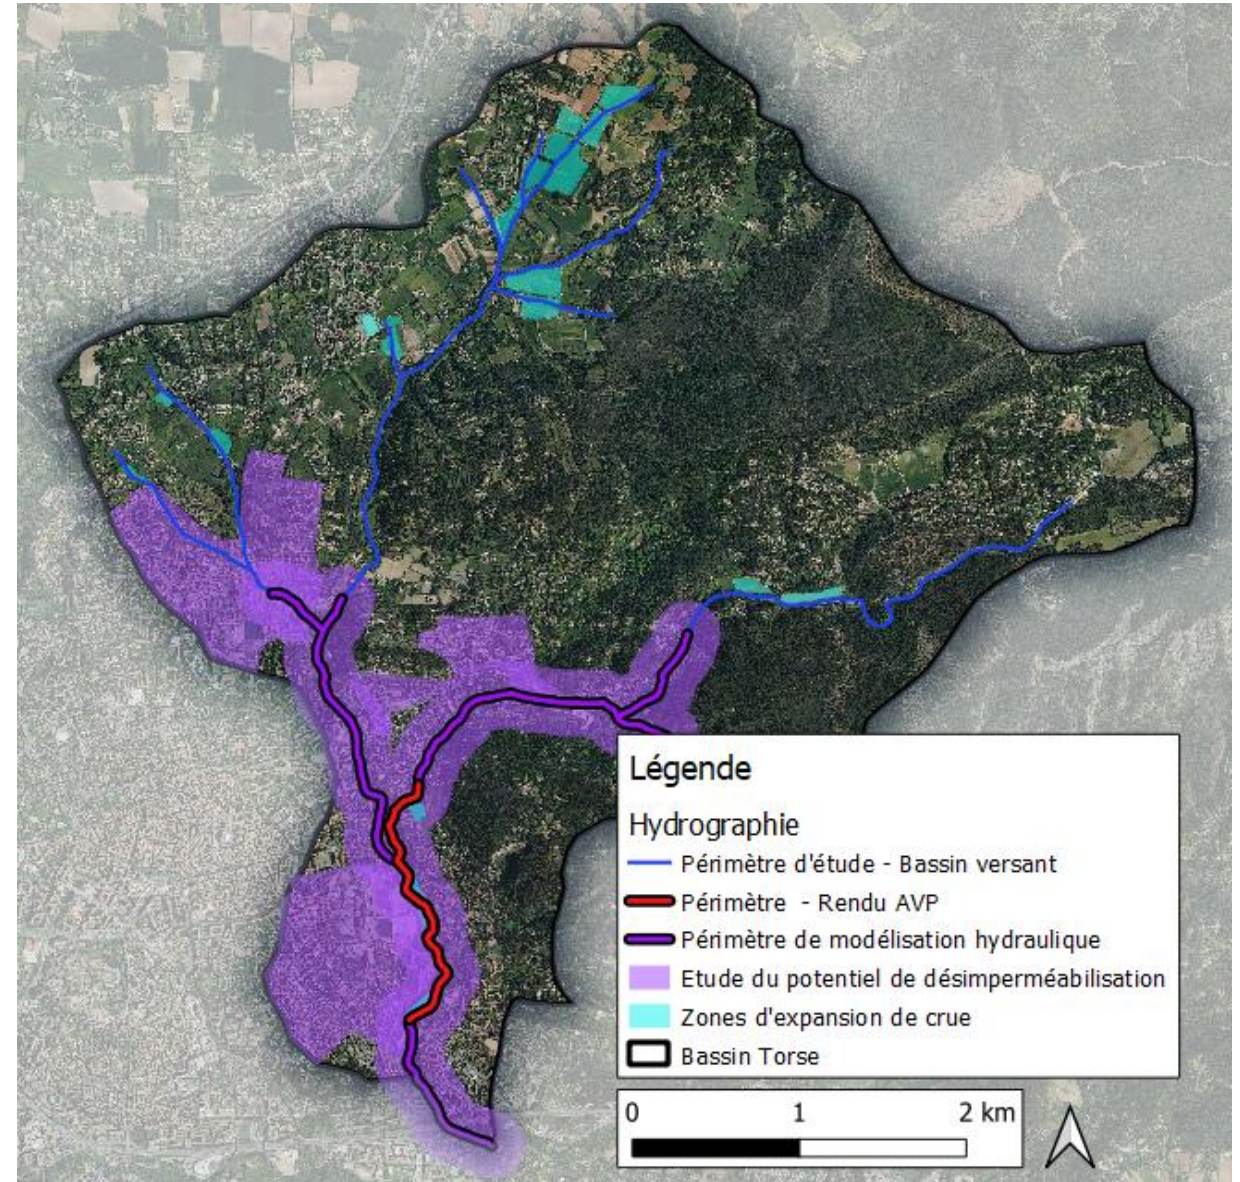 Légende
Hydrographie
Périmètre d'étude - Bassin versant
Périmètre - Rendu AVP
Périmètre de modélisation hydraulique
Etude du potentiel de désimperméabilisation
Zones d'expansion de crue
Bassin Torse
0 1 2 km